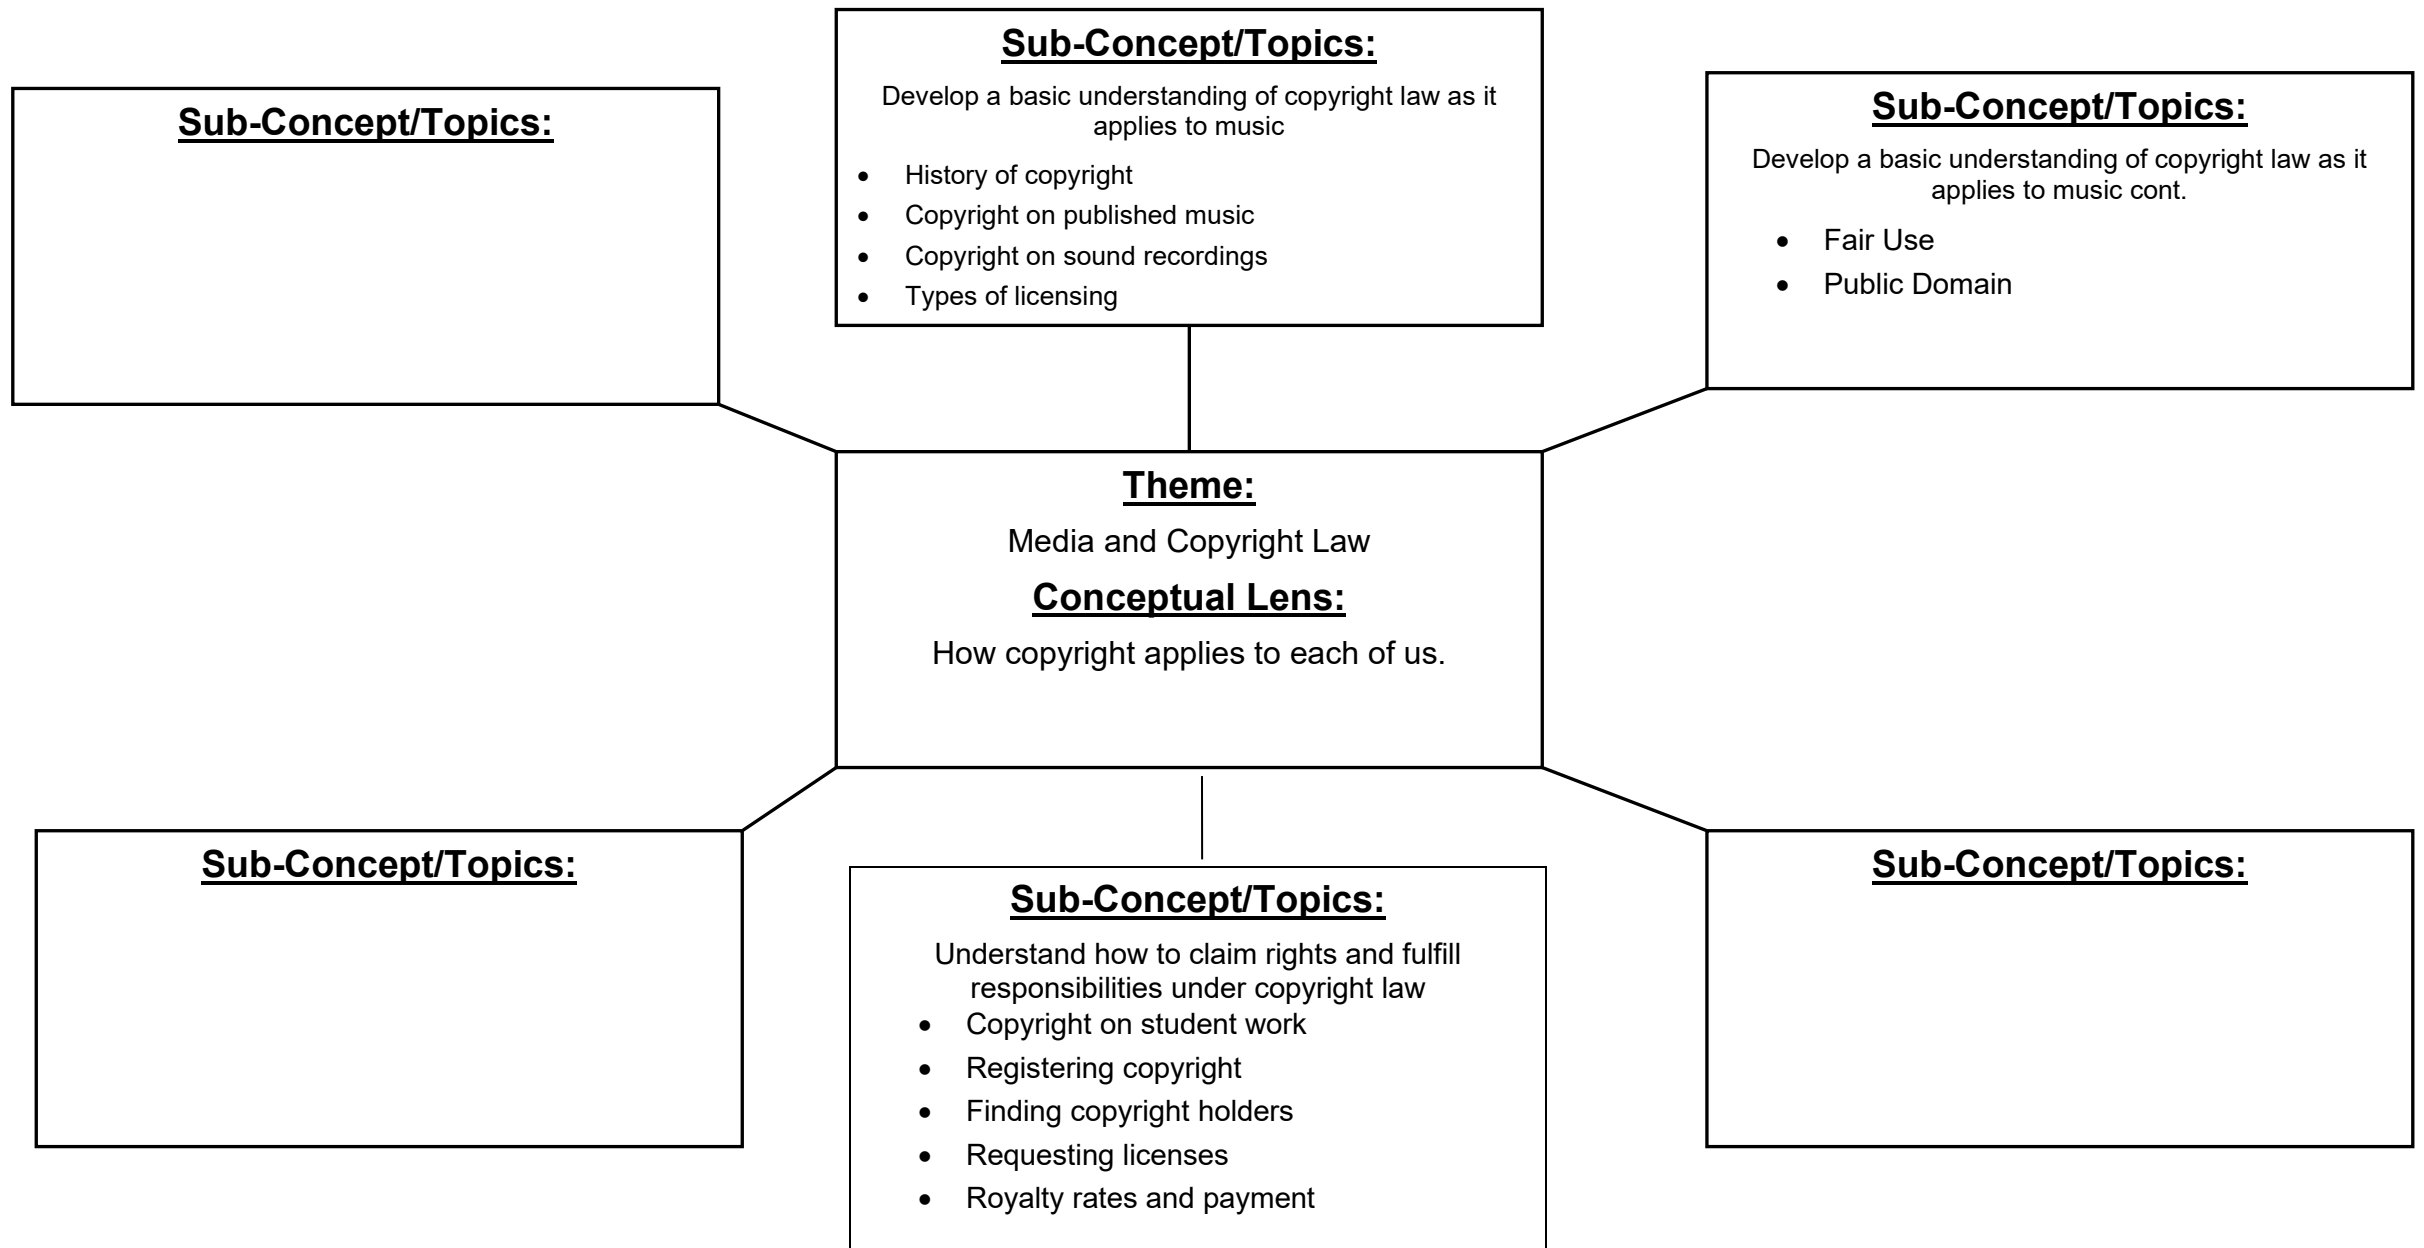 Sub-Concept/Topics:
Sub-Concept/Topics:
Develop a basic understanding of copyright law as it
applies to music
• History of copyright
• Copyright on published music
• Copyright on sound recordings
• Types of licensing
Sub-Concept/Topics:
Develop a basic understanding of copyright law as it
applies to music cont.
• Fair Use
• Public Domain
Theme:
Media and Copyright Law
Conceptual Lens:
How copyright applies to each of us.
Sub-Concept/Topics:
Sub-Concept/Topics:
Understand how to claim rights and fulfill
responsibilities under copyright law
• Copyright on student work
• Registering copyright
• Finding copyright holders
• Requesting licenses
• Royalty rates and payment
Sub-Concept/Topics: